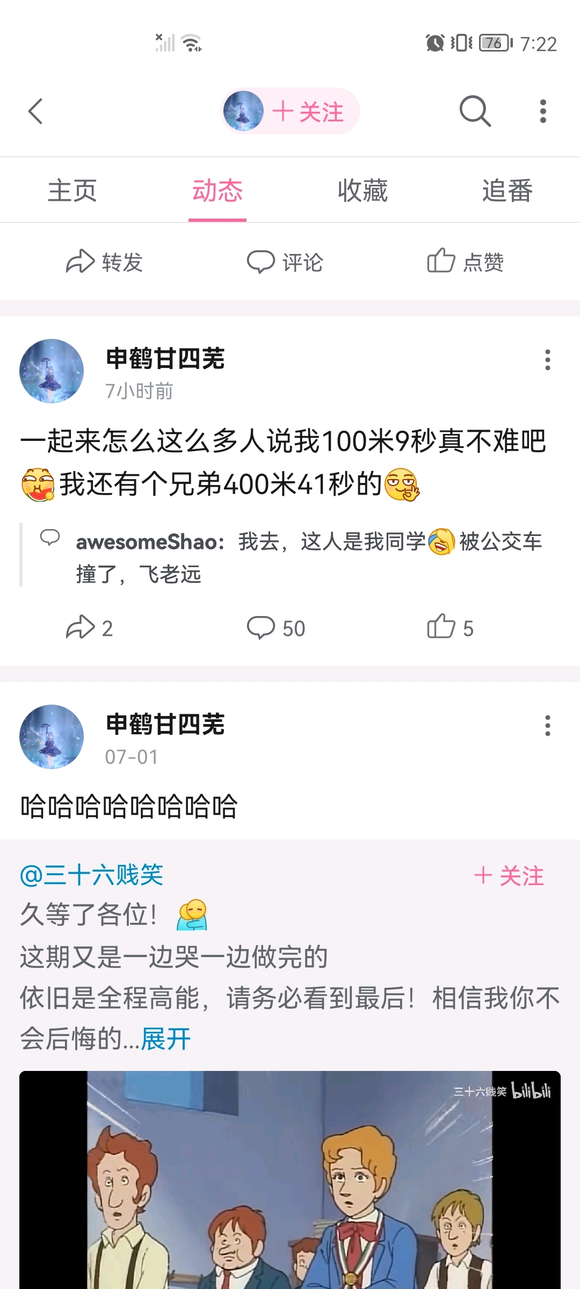 76 7:22
关注
主页 动态 收藏 追番
转发 评论 点赞
申鹤甘四芜
7小时前
一起来怎么这么多人说我100米9秒真不难吧
我还有个兄弟400米41秒的
awesomeShao：我去，这人是我同学被公交车
撞了，飞老远
2 50 5
申鹤甘四芜
07-01
哈哈哈哈哈哈哈哈
@三十六贱笑 关注
久等了各位！
这期又是一边哭一边做完的
依旧是全程高能，请务必看到最后！相信我你不
会后悔的...展开
三十六贱笑 bilibili